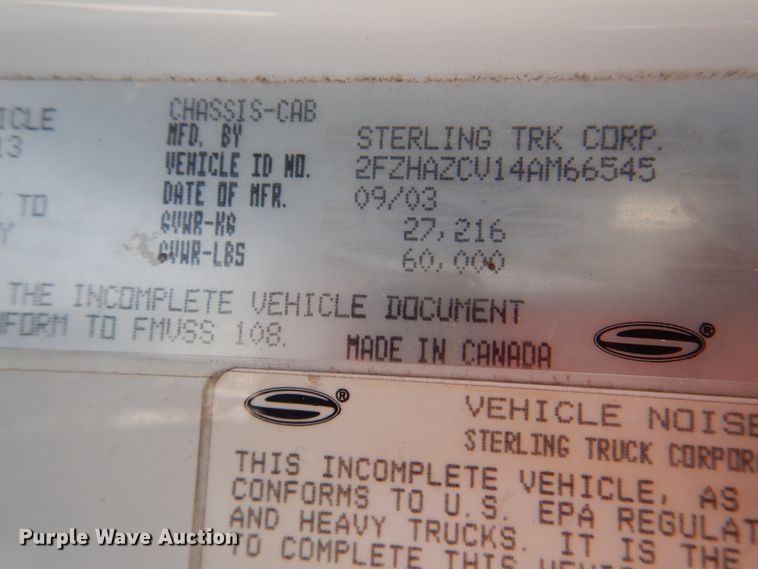 ICLE
13
TO
Y
CHASSIS-CAB
MFD. BY STERLING TRK CORP.
VEHICLE ID NO. 2FZHAZCV14AM66545
DATE OF MFR. 09/03
GVWR-KG 27,216
GVWR-LBS 60,000
THE INCOMPLETE VEHICLE DOCUMENT
NFORM TO FMVSS 108.
MADE IN CANADA
®
®
VEHICLE NOISE
STERLING TRUCK CORPOR
THIS INCOMPLETE VEHICLE, AS
CONFORMS TO U.S. EPA REGULAT
AND HEAVY TRUCKS. IT IS THE
TO COMPLETE THIS VEHI
Purple Wave Auction